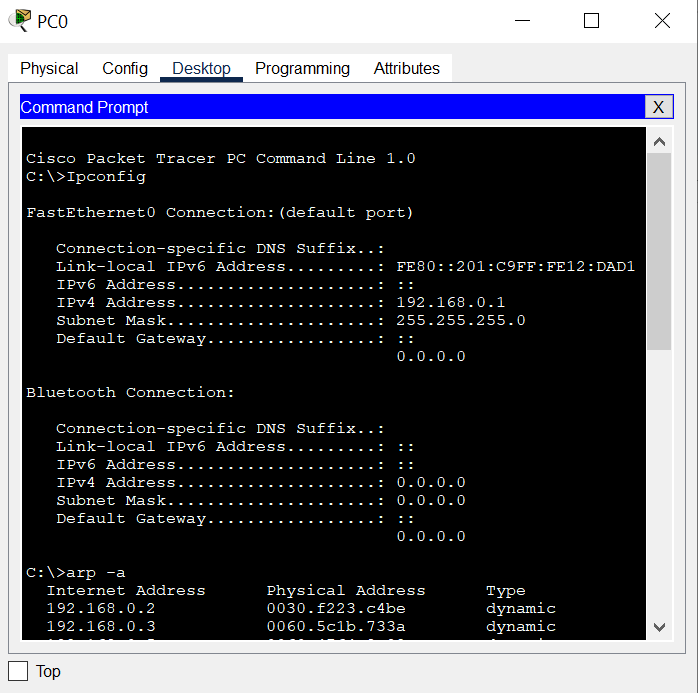 PC0
Physical Config Desktop Programming Attributes
Command Prompt X
Cisco Packet Tracer PC Command Line 1.0
C:\>Ipconfig
FastEthernet0 Connection:(default port)
Connection-specific DNS Suffix..:
Link-local IPv6 Address.........: FE80::201:C9FF:FE12:DAD1
IPv6 Address....................: ::
IPv4 Address....................: 192.168.0.1
Subnet Mask.....................: 255.255.255.0
Default Gateway.................: ::
0.0.0.0
Bluetooth Connection:
Connection-specific DNS Suffix..:
Link-local IPv6 Address.........: ::
IPv6 Address....................: ::
IPv4 Address....................: 0.0.0.0
Subnet Mask.....................: 0.0.0.0
Default Gateway.................: ::
0.0.0.0
C:\>arp -a
Internet Address Physical Address Type
192.168.0.2 0030.f223.c4be dynamic
192.168.0.3 0060.5c1b.733a dynamic
Top